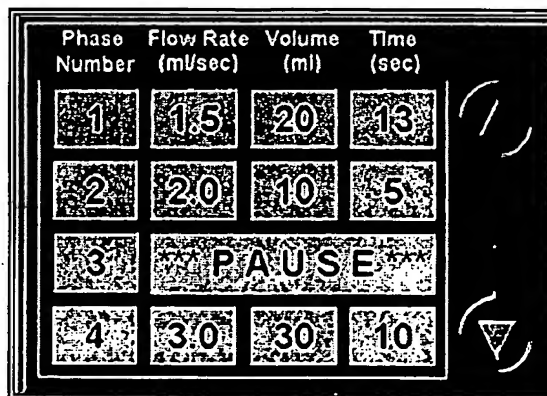 Phase Flow Rate Volume Time
Number (ml/sec) (ml) (sec)
1 1.5 20 13
2 2.0 10 5
3 *** PAUSE ***
4 3.0 30 10